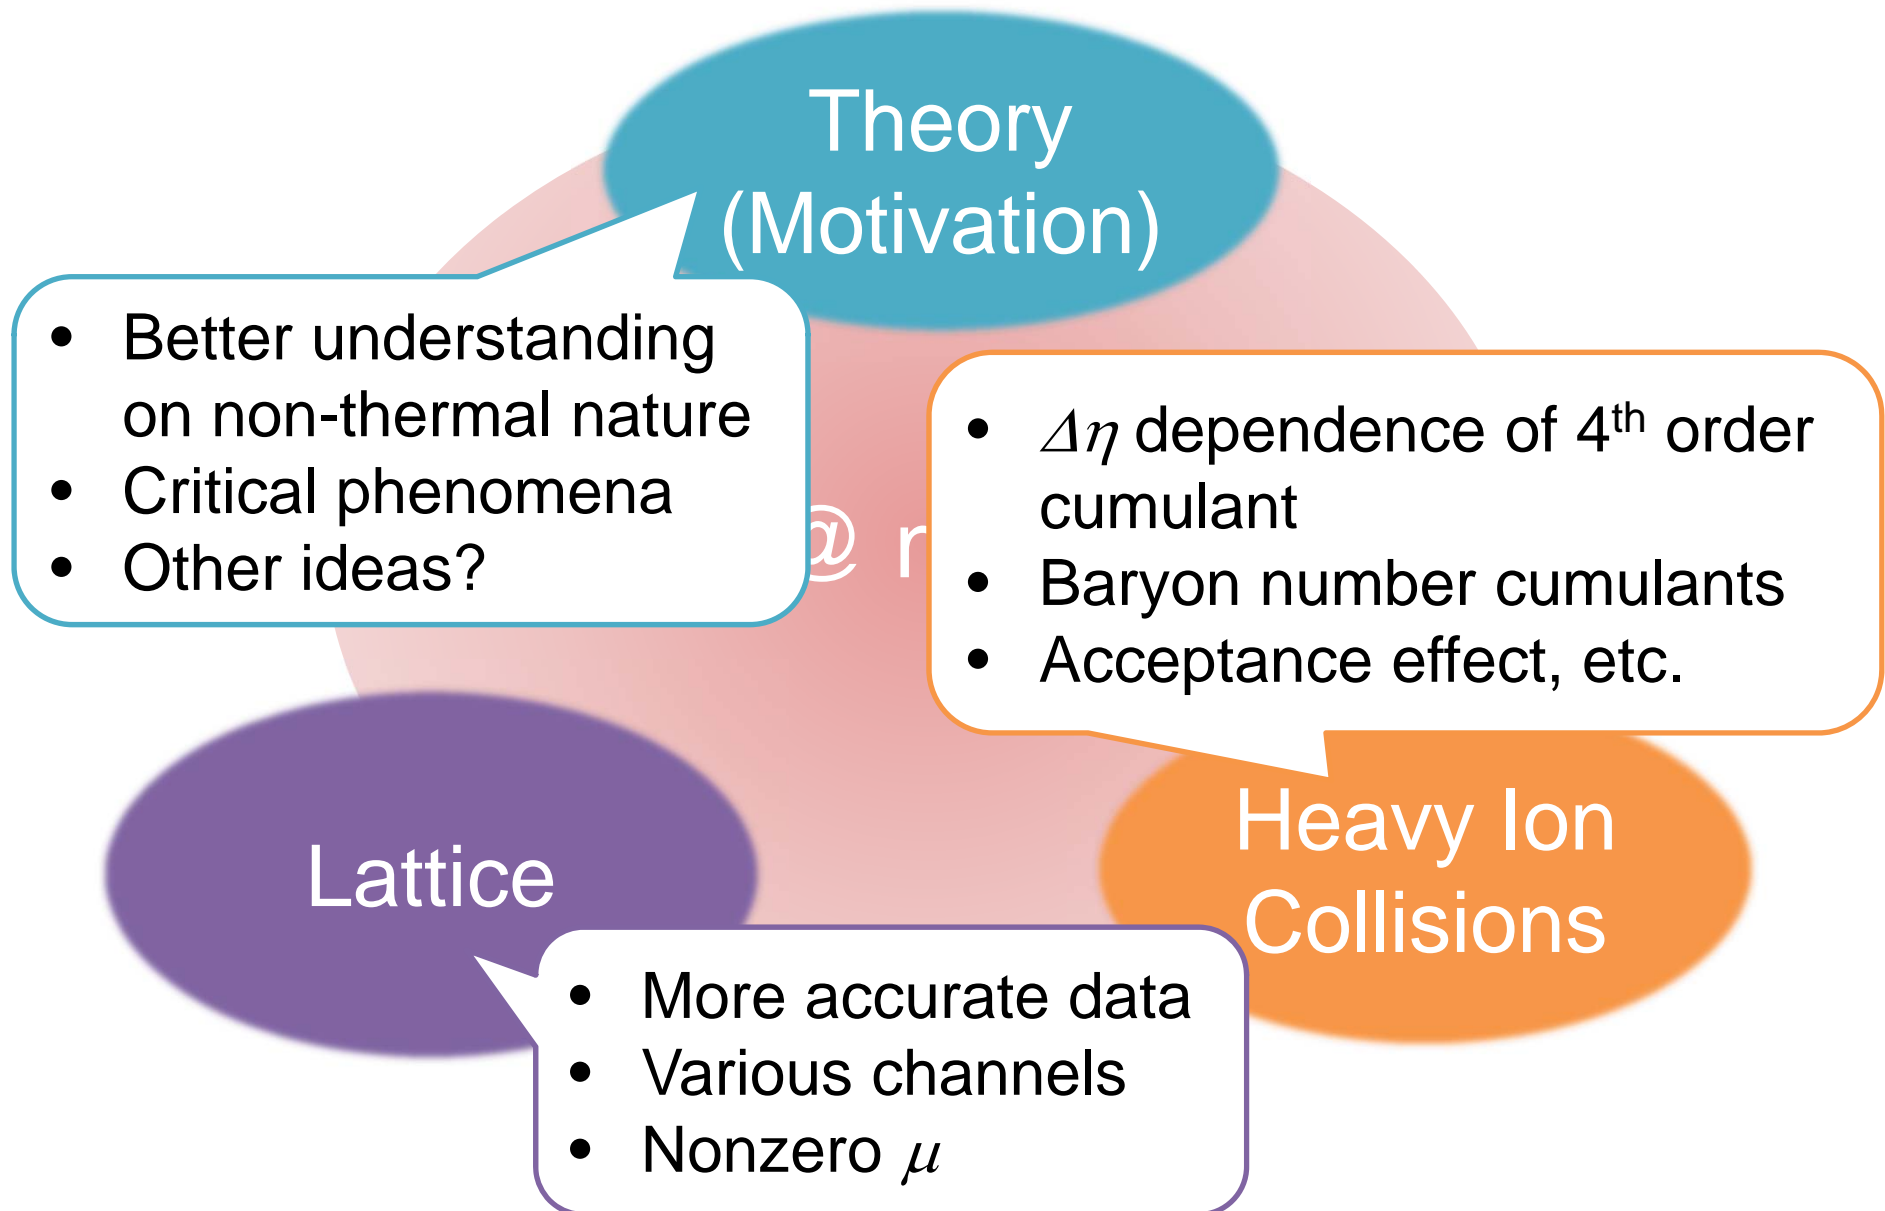 Theory
(Motivation)
• Better understanding
on non-thermal nature
• Critical phenomena
• Other ideas?
• Δη dependence of 4th order
cumulant
• Baryon number cumulants
• Acceptance effect, etc.
@
Lattice
Heavy Ion
Collisions
• More accurate data
• Various channels
• Nonzero μ